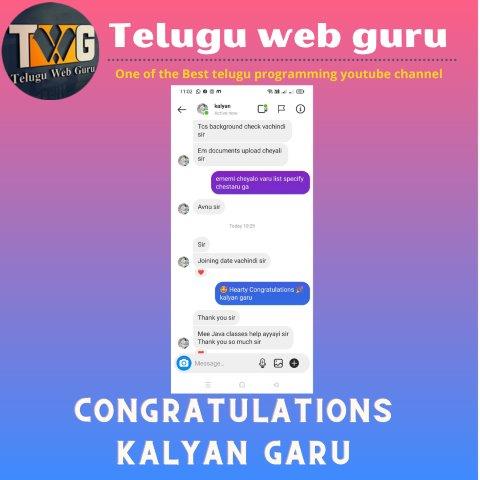 TWG
Telugu Web Guru
Telugu web guru
One of the Best telugu programming youtube channel
11:02
kalyan
Active now
Tcs background check vachindi
sir
Em documents upload cheyali
sir
ememi cheyalo varu list specify
chestaru ga
Avnu sir
Today 10:25
Sir
Joining date vachindi sir
❤️
🤩 Hearty Congratulations 🎉
kalyan garu
Thank you sir
Mee Java classes help ayyayi sir
Thank you so much sir
Message...
CONGRATULATIONS
KALYAN GARU